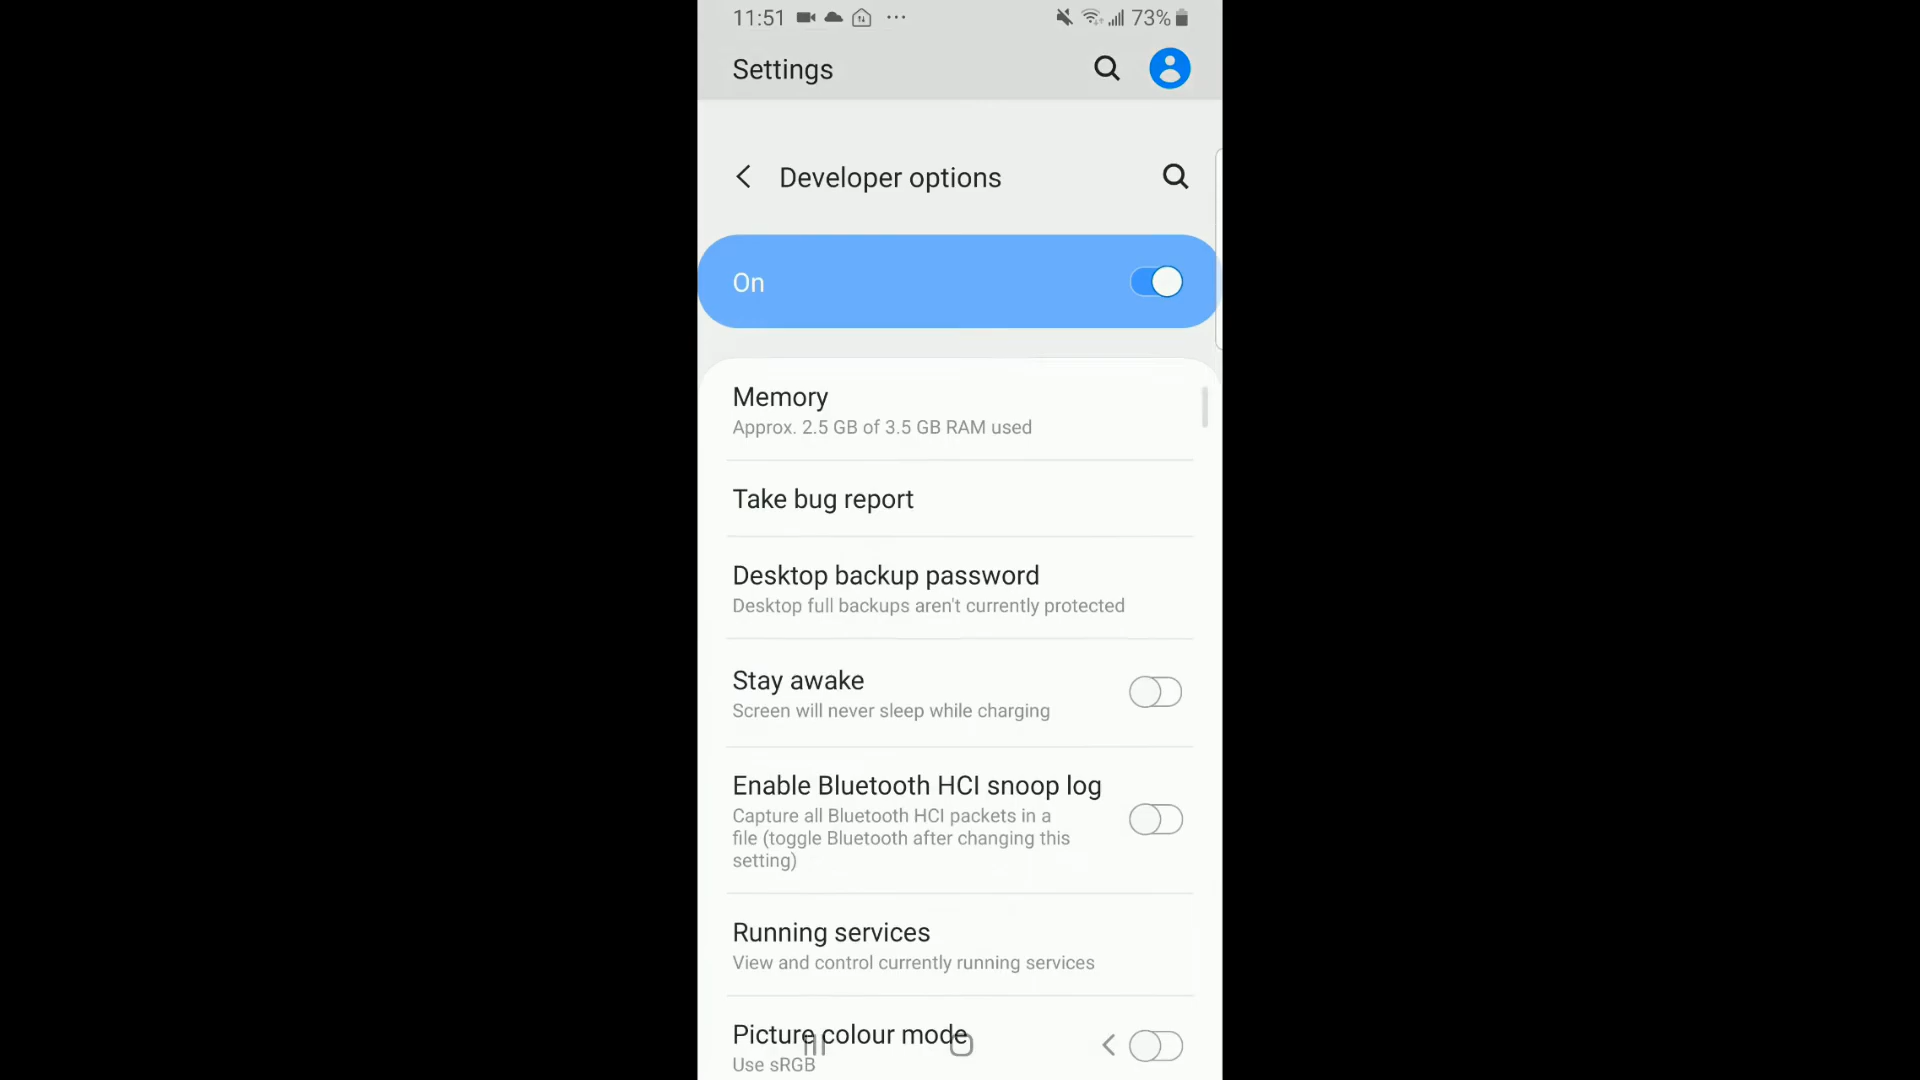 11:51
73%
Settings
Developer options
On
Memory
Approx. 2.5 GB of 3.5 GB RAM used
Take bug report
Desktop backup password
Desktop full backups aren't currently protected
Stay awake
Screen will never sleep while charging
Enable Bluetooth HCI snoop log
Capture all Bluetooth HCI packets in a
file (toggle Bluetooth after changing this
setting)
Running services
View and control currently running services
Picture colour mode
Use sRGB